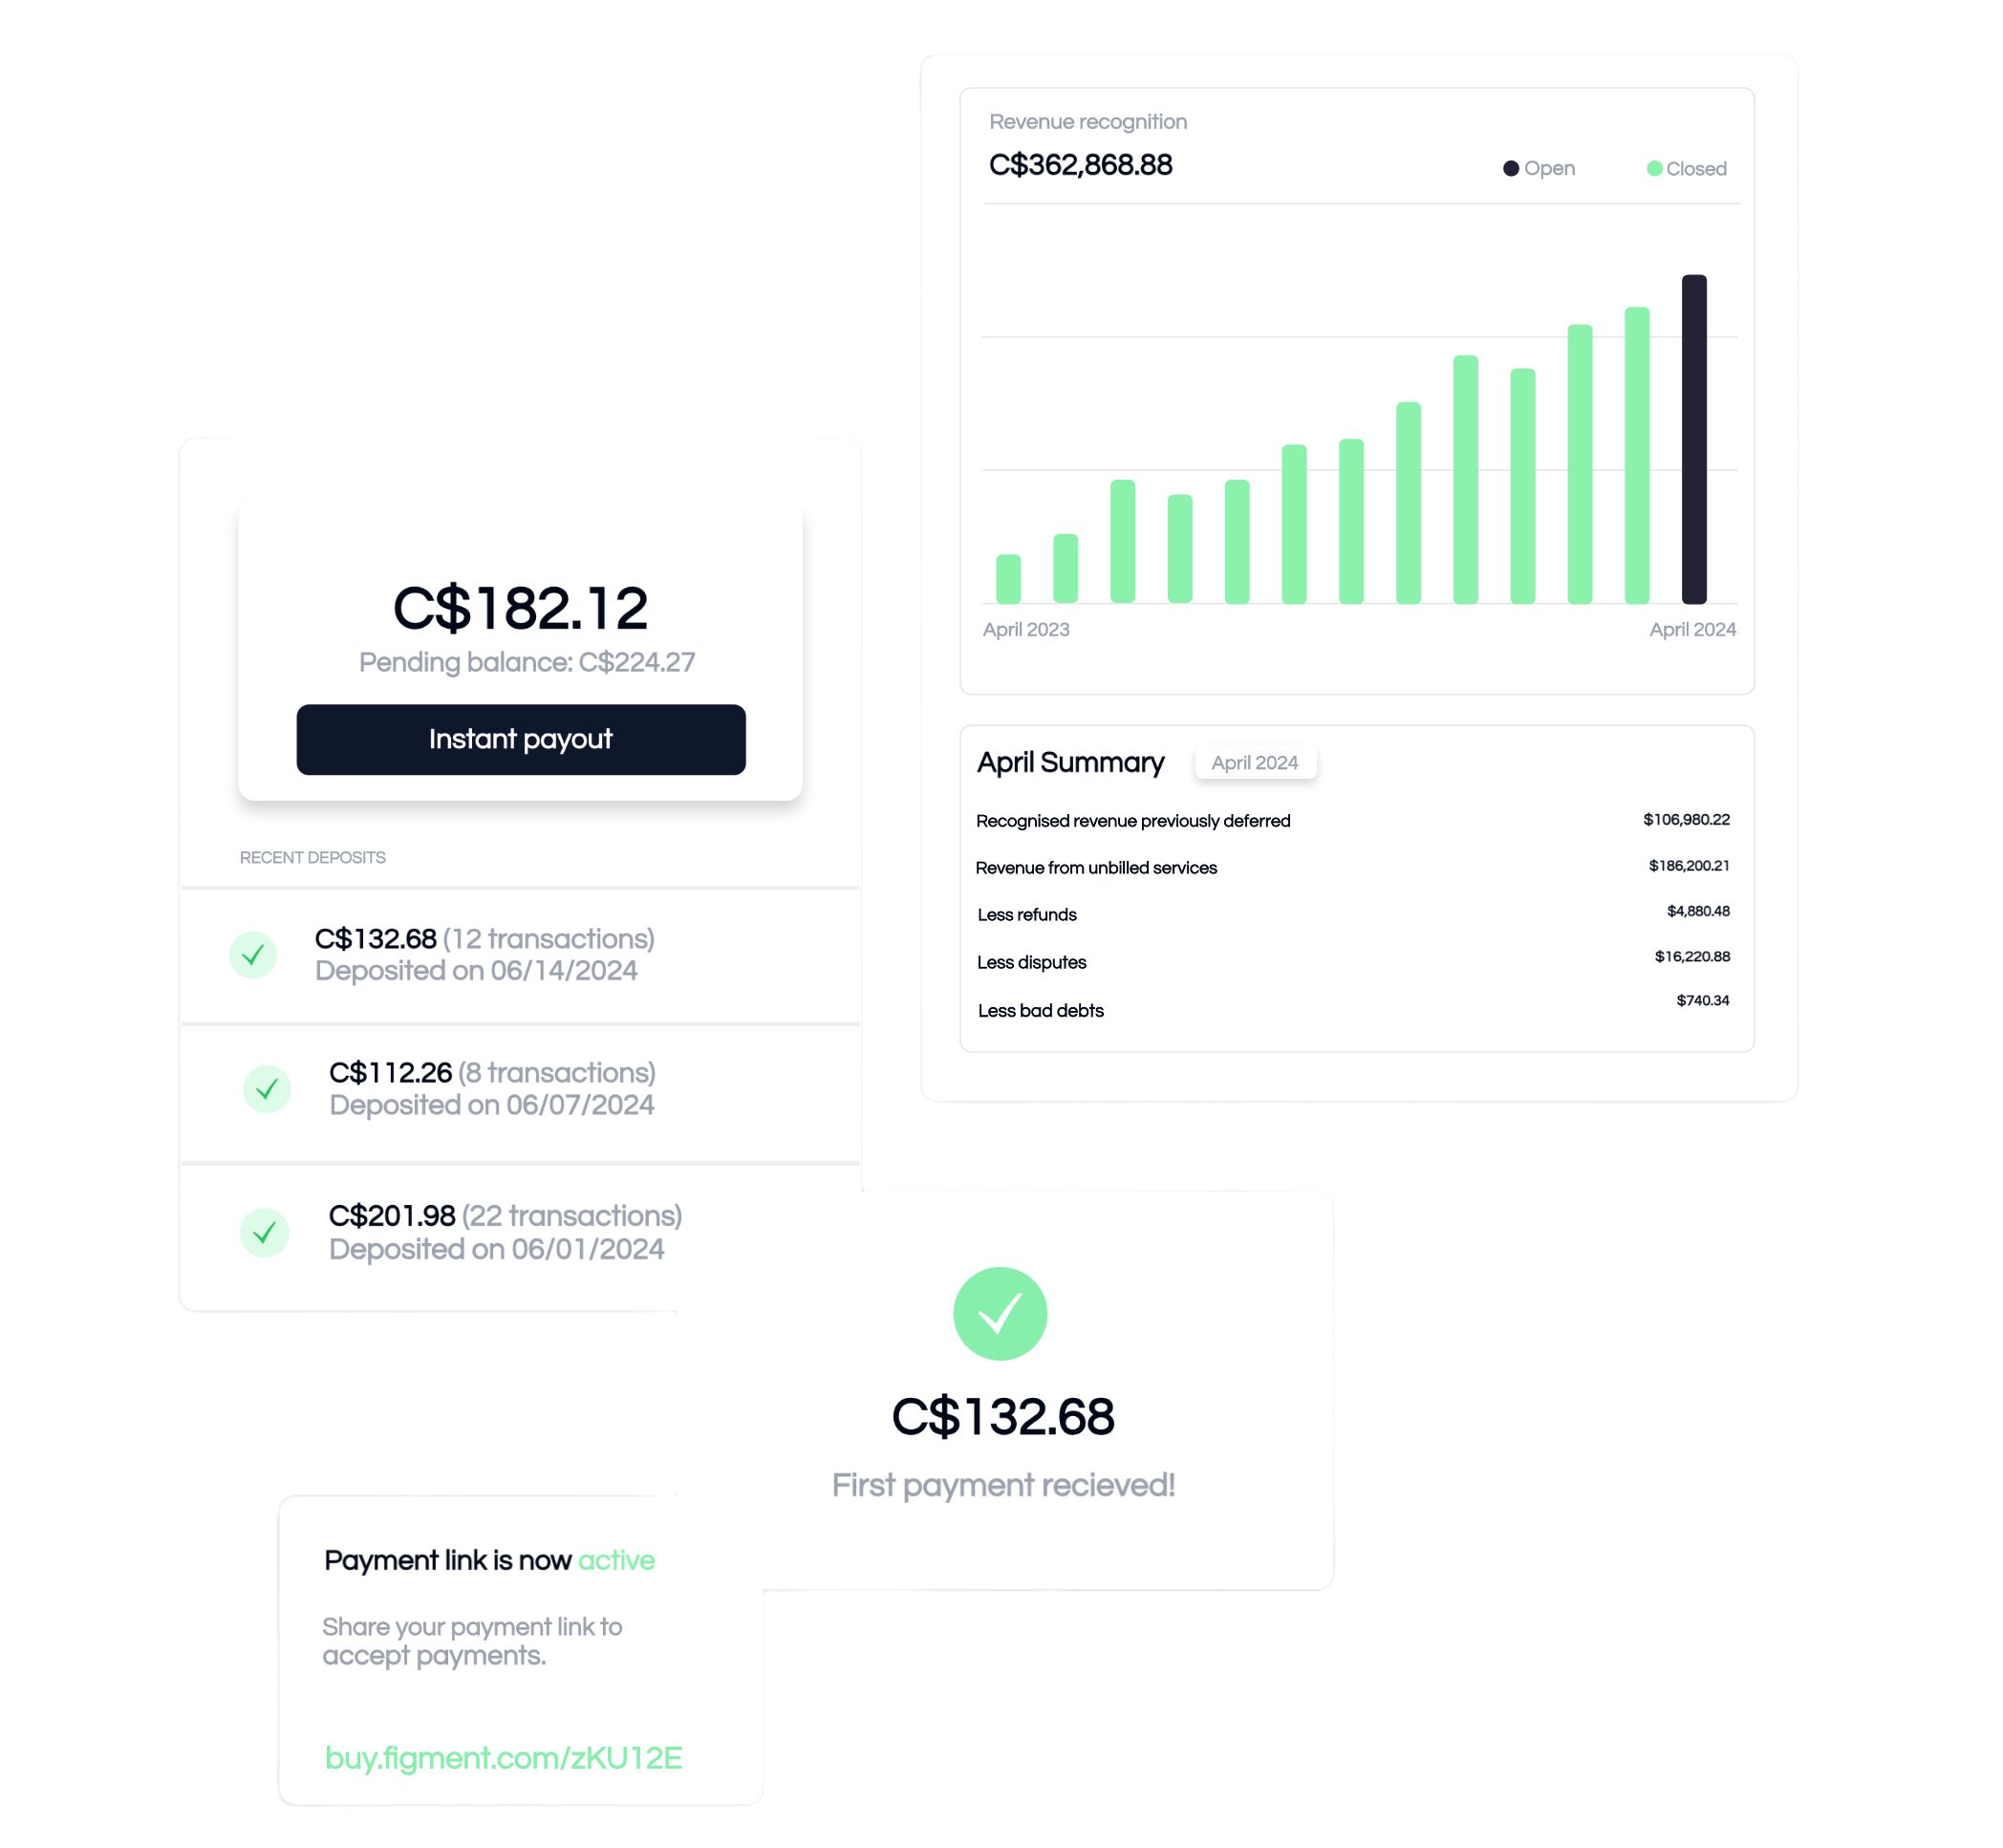 Revenue recognition
C$362,868.88
Open
Closed
April 2023
April 2024
April Summary
April 2024
Recognised revenue previously deferred
$106,980.22
Revenue from unbilled services
$186,200.21
Less refunds
$4,880.48
Less disputes
$16,220.88
Less bad debts
$740.34
C$182.12
Pending balance: C$224.27
Instant payout
RECENT DEPOSITS
C$132.68 (12 transactions)
Deposited on 06/14/2024
C$112.26 (8 transactions)
Deposited on 06/07/2024
C$201.98 (22 transactions)
Deposited on 06/01/2024
C$132.68
First payment recieved!
Payment link is now active
Share your payment link to
accept payments.
buy.figment.com/zKU12E